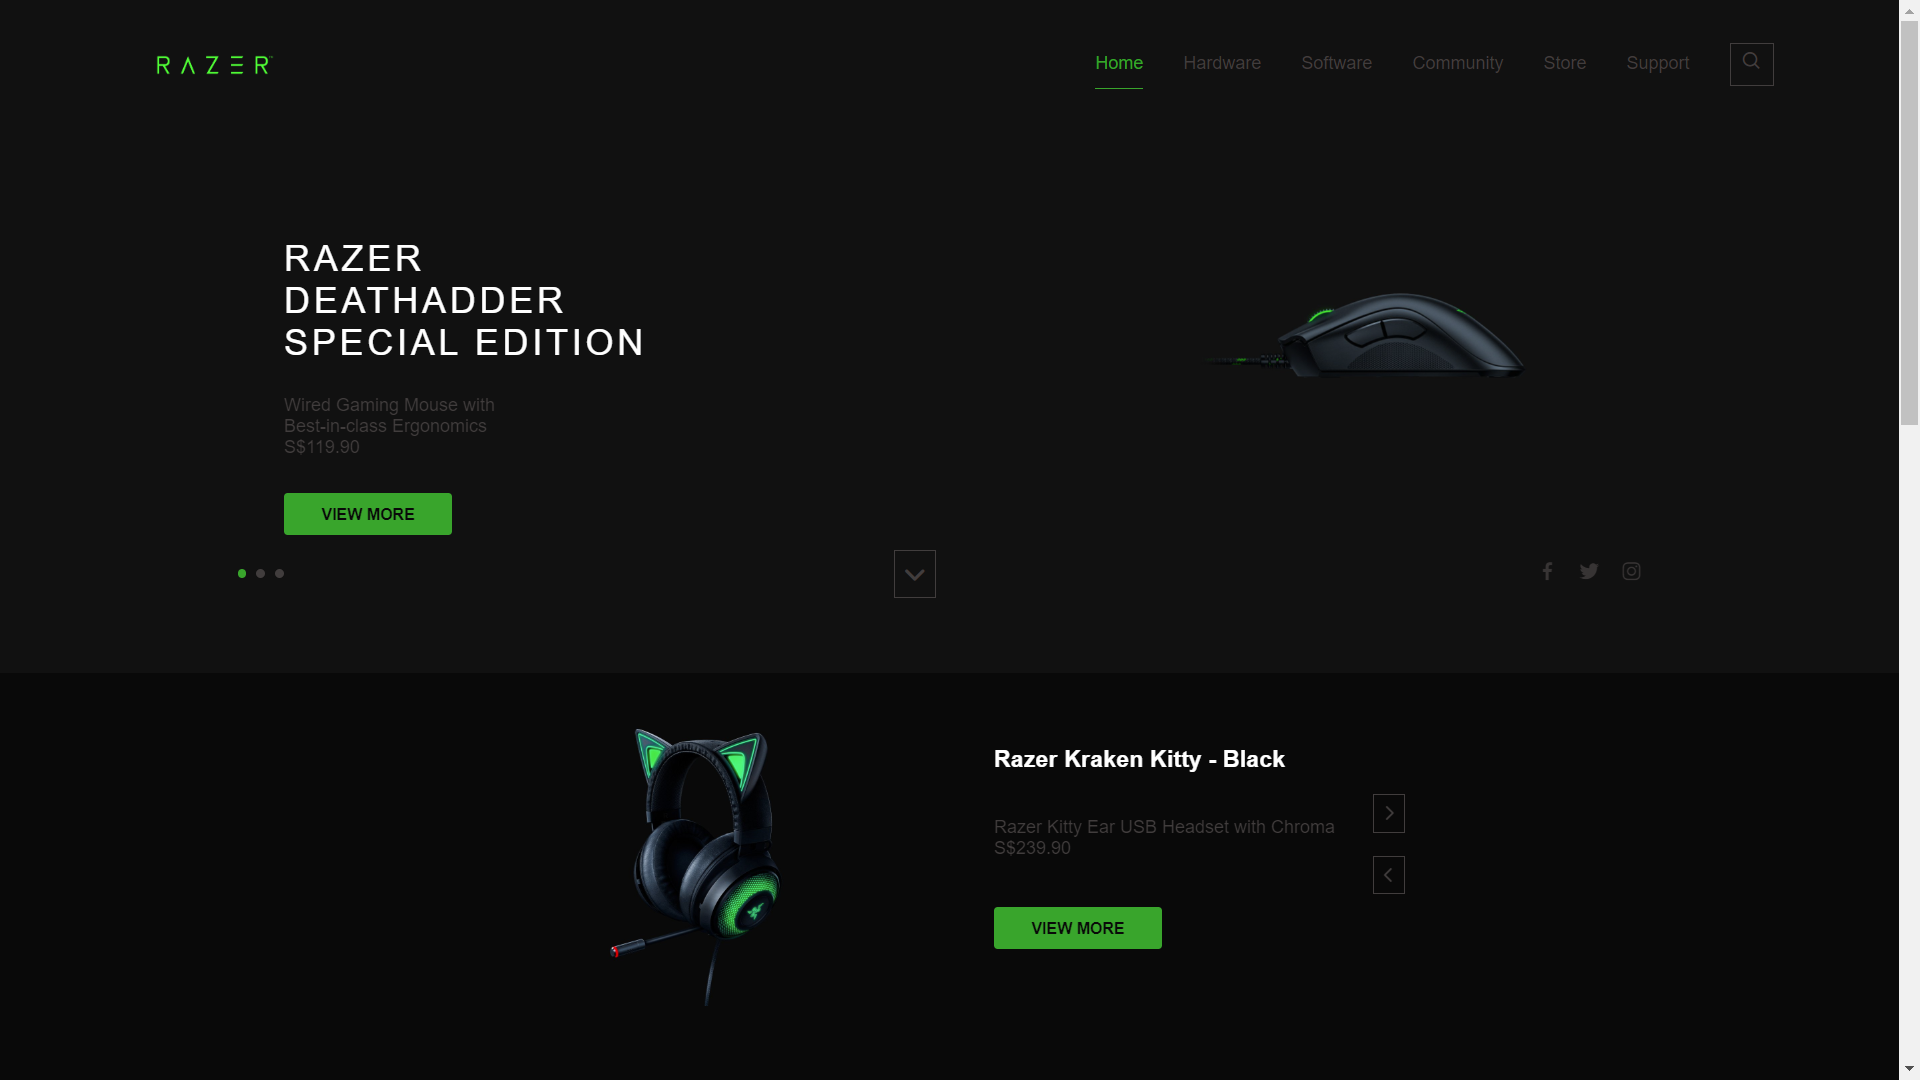 RAZER
Home Hardware Software Community Store Support
RAZER
DEATHADDER
SPECIAL EDITION
Wired Gaming Mouse with
Best-in-class Ergonomics
S$119.90
VIEW MORE
Razer Kraken Kitty - Black
Razer Kitty Ear USB Headset with Chroma
S$239.90
VIEW MORE